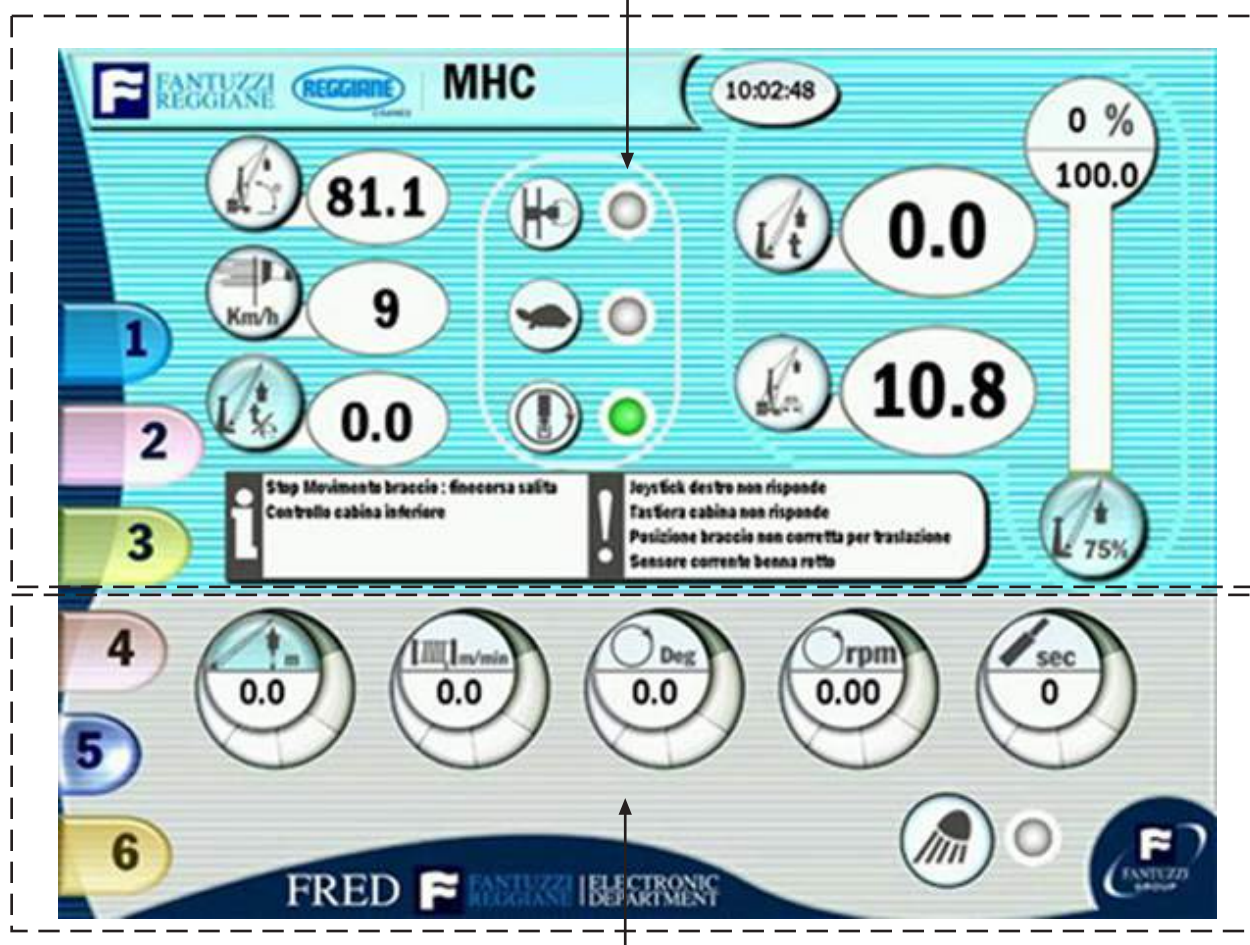 FANTUZZI
REGGIANE
REGGIANE
MHC
10:02:48
0 %
100.0
81.1
0.0
Km/h
9
t
10.8
0.0
1
2
3
4
5
6
Stop Movimento braccio : finecorsa salita
Controllo cabina inferiore
Joystick destro non risponde
Tastiera cabina non risponde
Posizione braccio non corretta per traslazione
Sensore corrente benna rotto
75%
m
0.0
m/min
0.0
Deg
0.0
rpm
0.00
sec
0
FRED
FANTUZZI
REGGIANE
ELECTRONIC
DEPARTMENT
FANTUZZI
GROUP